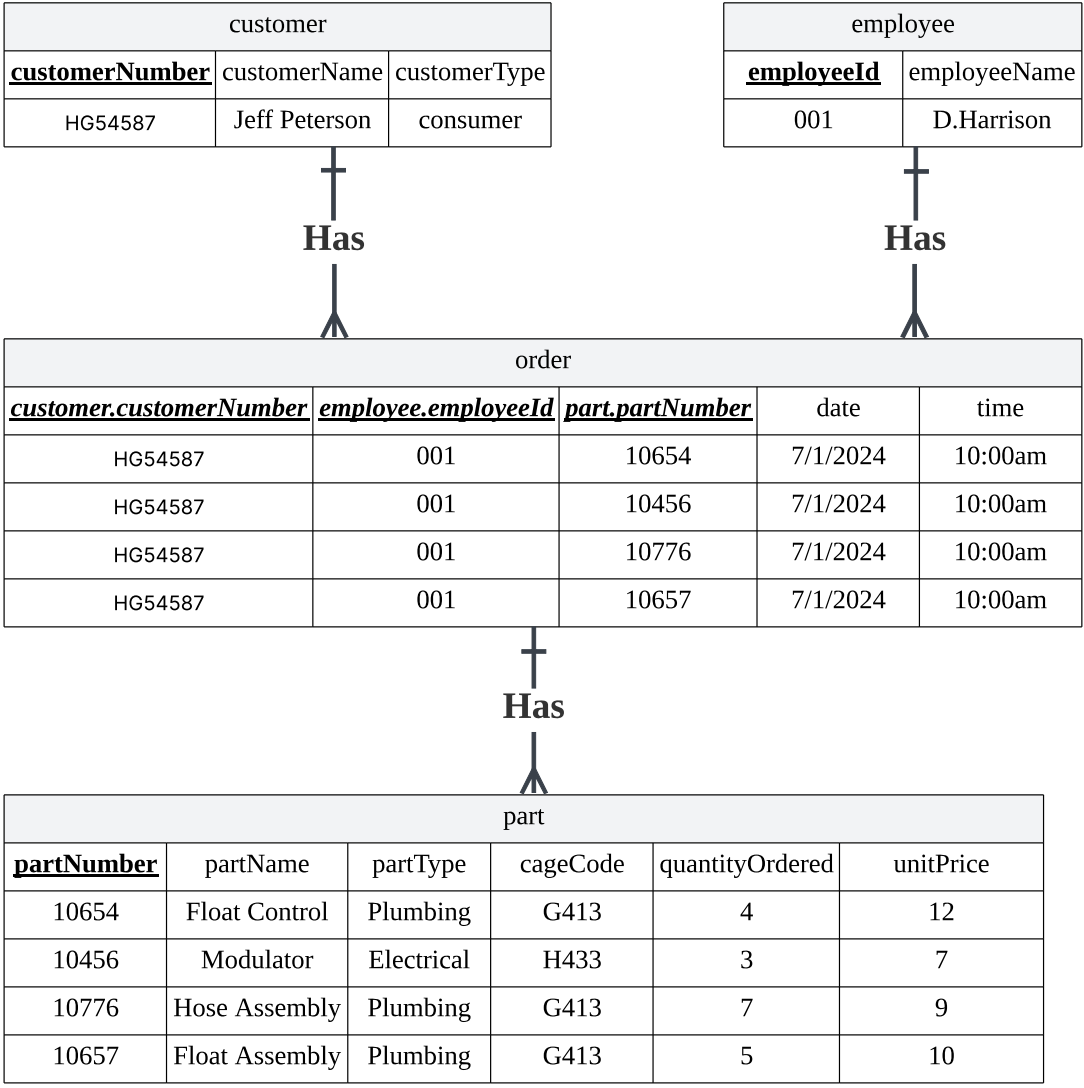 customer
customerNumber customerName customerType
HG54587 Jeff Peterson consumer
employee
employeeId employeeName
001 D.Harrison
Has
Has
order
customer.customerNumber employee.employeeId part.partNumber date time
HG54587 001 10654 7/1/2024 10:00am
HG54587 001 10456 7/1/2024 10:00am
HG54587 001 10776 7/1/2024 10:00am
HG54587 001 10657 7/1/2024 10:00am
Has
part
partNumber partName partType cageCode quantityOrdered unitPrice
10654 Float Control Plumbing G413 4 12
10456 Modulator Electrical H433 3 7
10776 Hose Assembly Plumbing G413 7 9
10657 Float Assembly Plumbing G413 5 10